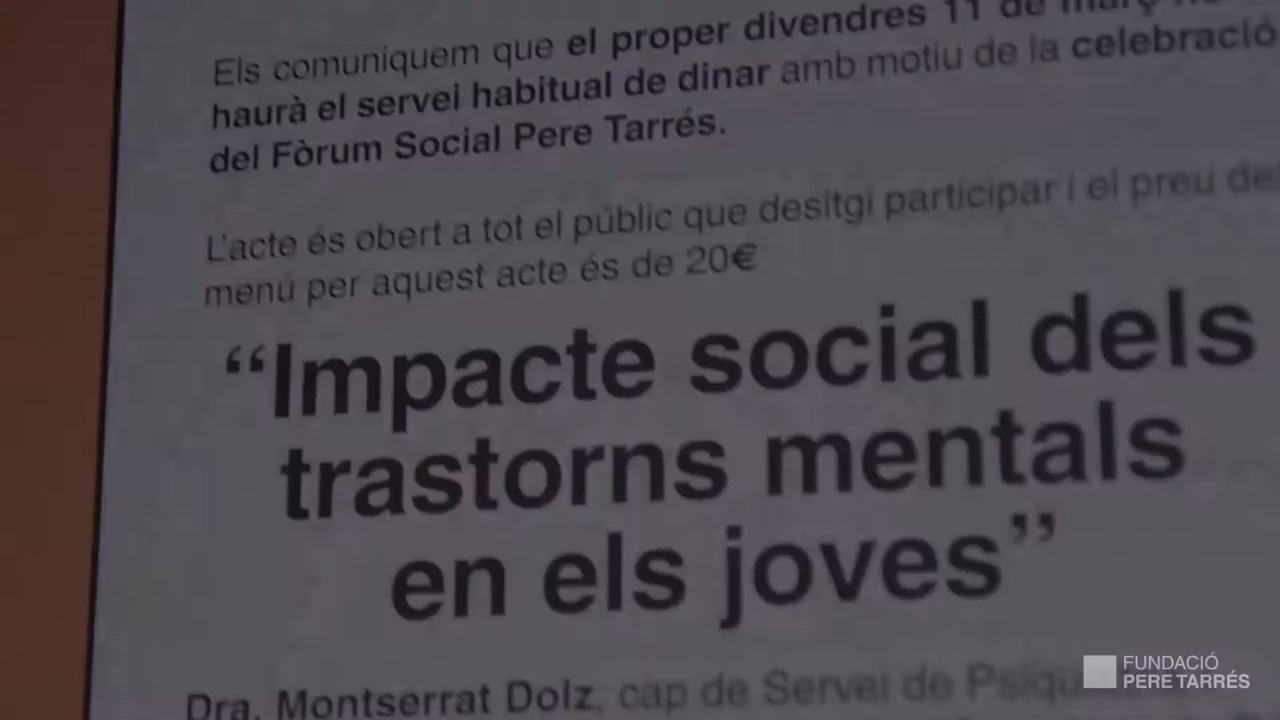 Els comuniquem que el proper divendres 11 de març
haurà el servei habitual de dinar amb motiu de la celebració
del Fòrum Social Pere Tarrés.
L'acte és obert a tot el públic que desitgi participar i el preu del
menú per aquest acte és de 20€
“Impacte social dels
trastorns mentals
en els joves”
Dra. Montserrat Dolz, cap de Servei de
FUNDACIÓ
PERE TARRÉS